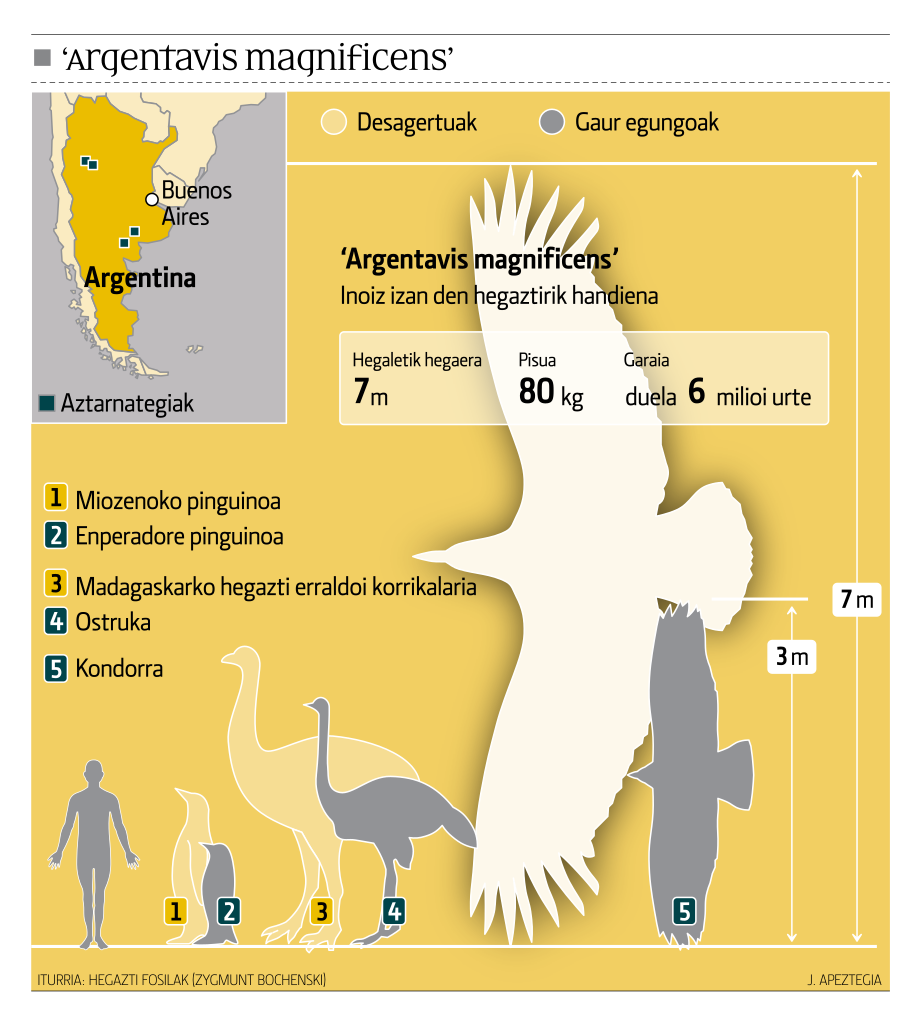 ‘Argentavis magnificens’
Desagertuak
Gaur egungoak
Buenos
Aires
Argentina
Aztarnategiak
‘Argentavis magnificens’
Inoiz izan den hegaztirik handiena
Hegaletik hegaera
7 m
Pisua
80 kg
Garaia
duela 6 milioi urte
1 Miozenoko pinguinoa
2 Enperadore pinguinoa
3 Madagaskarko hegazti erraldoi korrikalaria
4 Ostruka
5 Kondorra
7 m
3 m
1
2
3
4
5
ITURRIA: HEGAZTI FOSILAK (ZYGMUNT BOCHENSKI)
J. APEZTEGIA